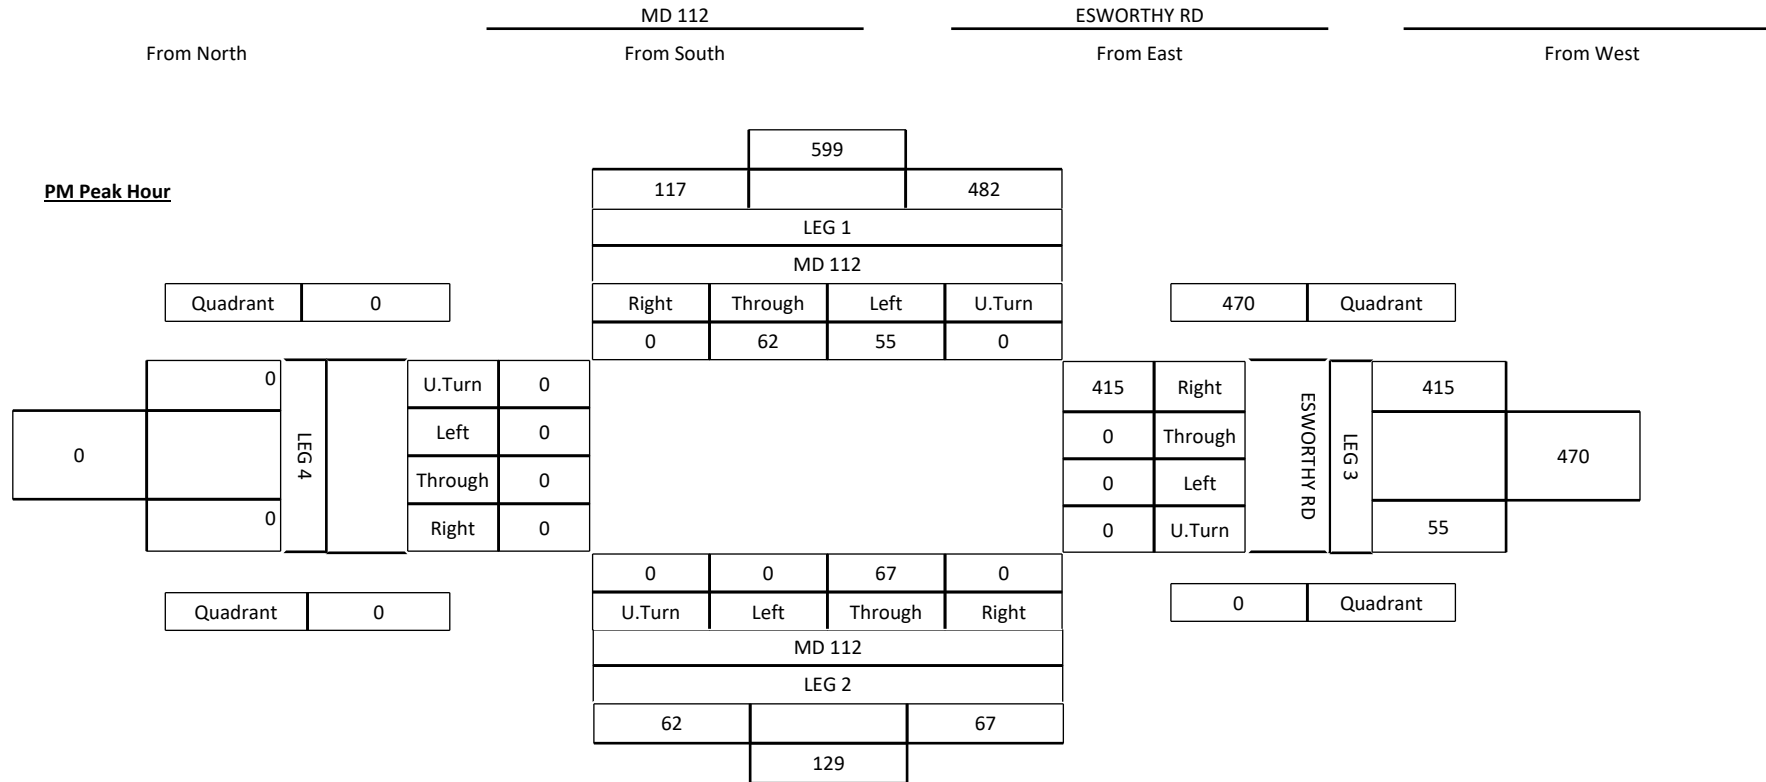 MD 112 ESWORTHY RD
From North From South From East From West
599
PM Peak Hour 117 482
LEG 1
MD 112
Quadrant 0 Right Through Left U.Turn 470 Quadrant
0 62 55 0
0 U.Turn 0 415 Right 415
Left 0 0 Through
0 LEG 4 ESWORTHY RD LEG 3 470
Through 0 0 Left
0 Right 0 0 U.Turn 55
0 0 67 0
Quadrant 0 U.Turn Left Through Right 0 Quadrant
MD 112
LEG 2
62 67
129